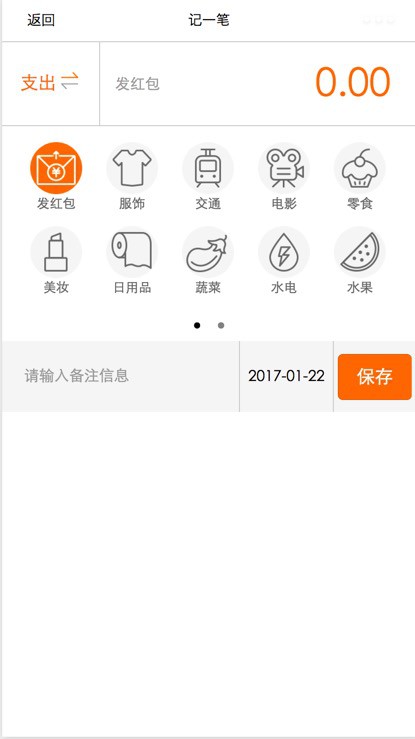 返回 记一笔
支出 发红包 0.00
发红包 服饰 交通 电影 零食
美妆 日用品 蔬菜 水电 水果
请输入备注信息 2017-01-22 保存